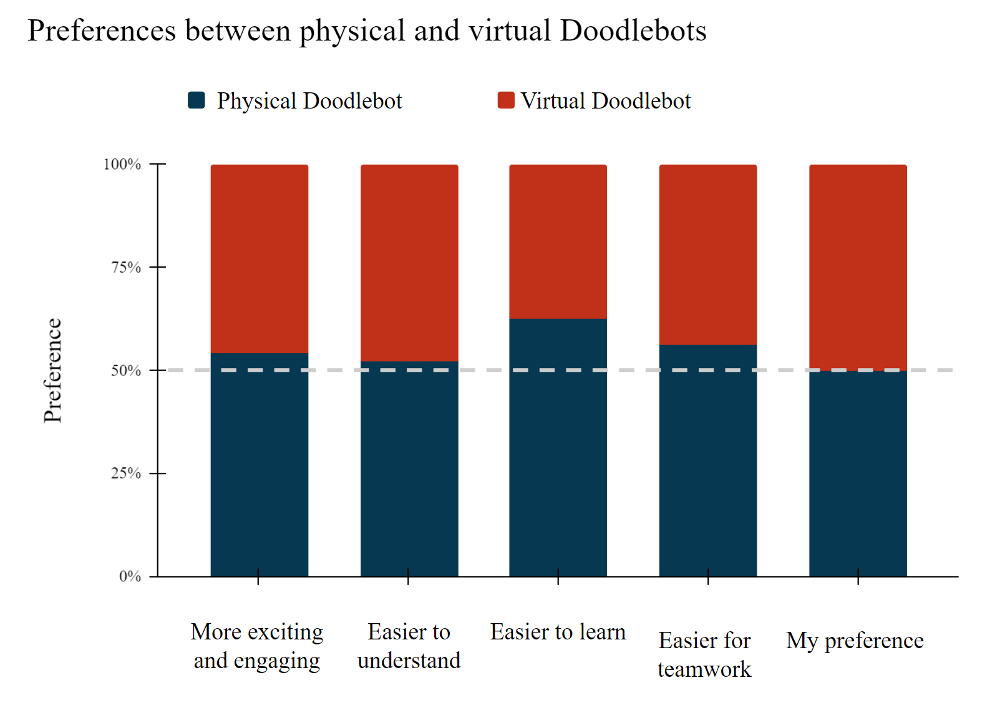 Preferences between physical and virtual Doodlebots
Physical Doodlebot
Virtual Doodlebot
100%
75%
50%
25%
0%
Preference
More exciting
and engaging
Easier to
understand
Easier to learn
Easier for
teamwork
My preference